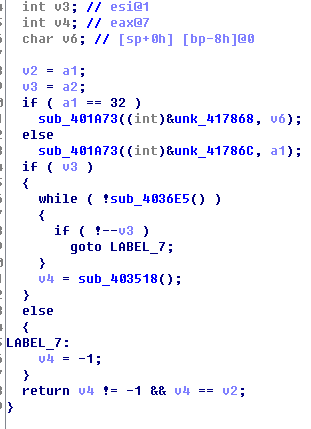 int v3; // esi@1
int v4; // eax@7
char v6; // [sp+0h] [bp-8h]@0
v2 = a1;
v3 = a2;
if ( a1 == 32 )
sub_401A73((int)&unk_417868, v6);
else
sub_401A73((int)&unk_41786C, a1);
if ( v3 )
{
while ( !sub_4036E5() )
{
if ( !--v3 )
goto LABEL_7;
}
v4 = sub_403518();
}
else
{
LABEL_7:
v4 = -1;
}
return v4 != -1 && v4 == v2;
}